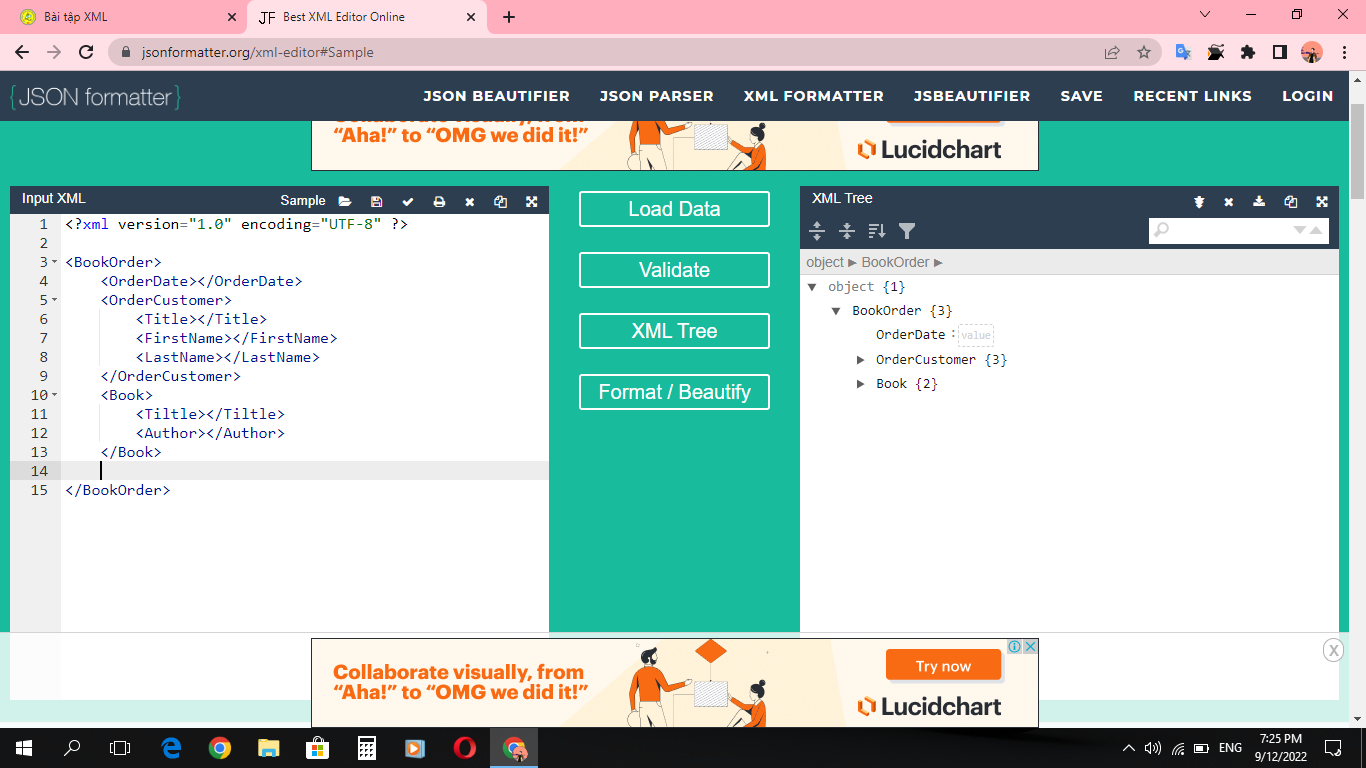 Bài tập XML
JF Best XML Editor Online
jsonformatter.org/xml-editor#Sample
{JSON formatter}
JSON BEAUTIFIER JSON PARSER XML FORMATTER JSBEAUTIFIER SAVE RECENT LINKS LOGIN
Collaborate visually, from
“Aha!” to “OMG we did it!”
Lucidchart
Input XML
Sample
1 <?xml version="1.0" encoding="UTF-8" ?>
2
3 <BookOrder>
4 <OrderDate></OrderDate>
5 <OrderCustomer>
6 <Title></Title>
7 <FirstName></FirstName>
8 <LastName></LastName>
9 </OrderCustomer>
10 <Book>
11 <Tiltle></Tiltle>
12 <Author></Author>
13 </Book>
14
15 </BookOrder>
Load Data
Validate
XML Tree
Format / Beautify
XML Tree
object ▶ BookOrder ▶
object {1}
BookOrder {3}
OrderDate : value
OrderCustomer {3}
Book {2}
Collaborate visually, from
“Aha!” to “OMG we did it!”
Try now
Lucidchart
X
ENG
7:25 PM
9/12/2022